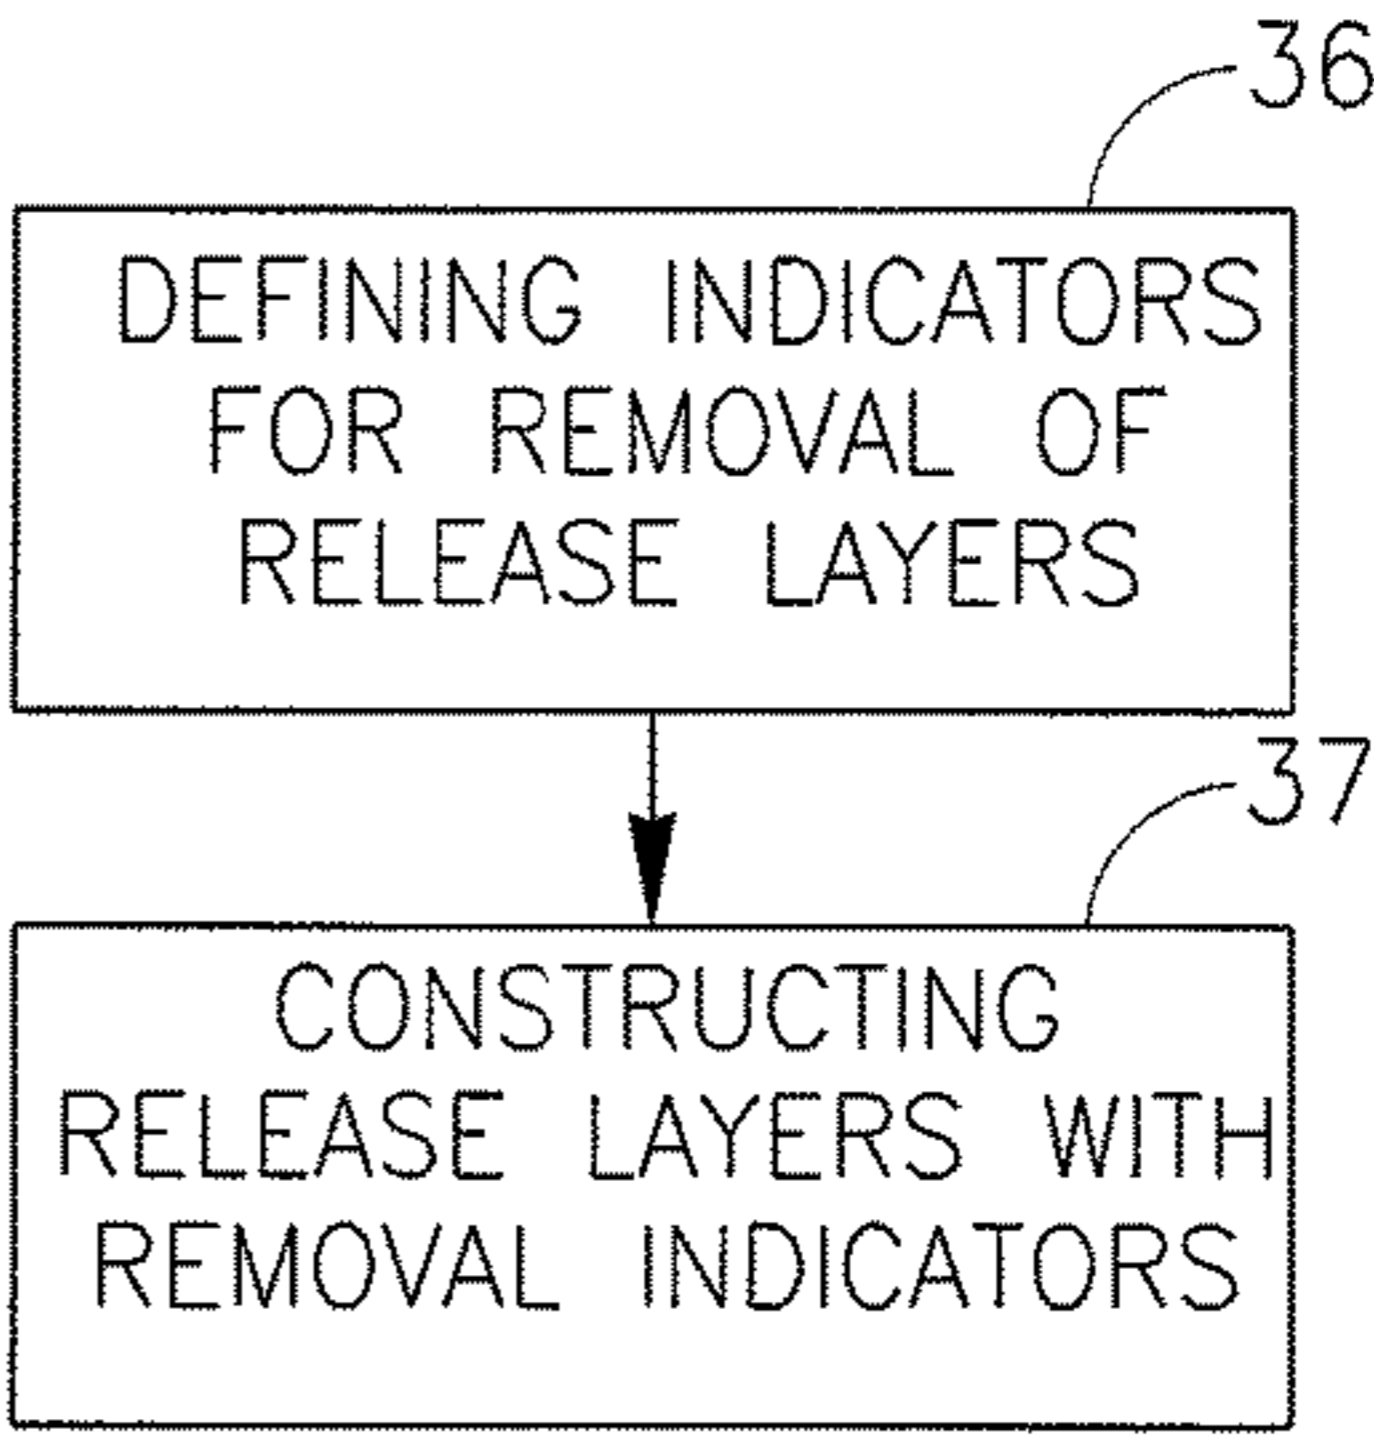 36
DEFINING INDICATORS
FOR REMOVAL OF
RELEASE LAYERS
37
CONSTRUCTING
RELEASE LAYERS WITH
REMOVAL INDICATORS